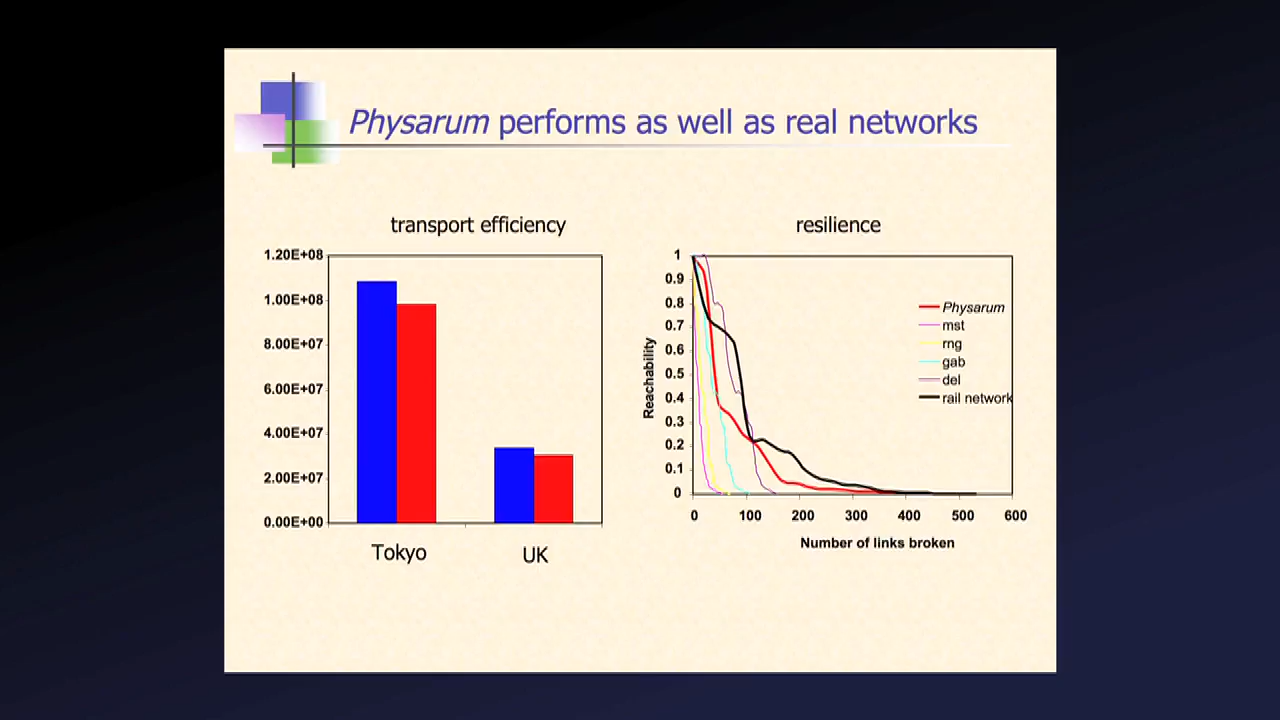 Physarum performs as well as real networks
transport efficiency
1.20E+08
1.00E+08
8.00E+07
6.00E+07
4.00E+07
2.00E+07
0.00E+00
Tokyo
UK
resilience
Reachability
1
0.9
0.8
0.7
0.6
0.5
0.4
0.3
0.2
0.1
0
0 100 200 300 400 500 600
Number of links broken
Physarum
mst
rng
gab
del
rail network